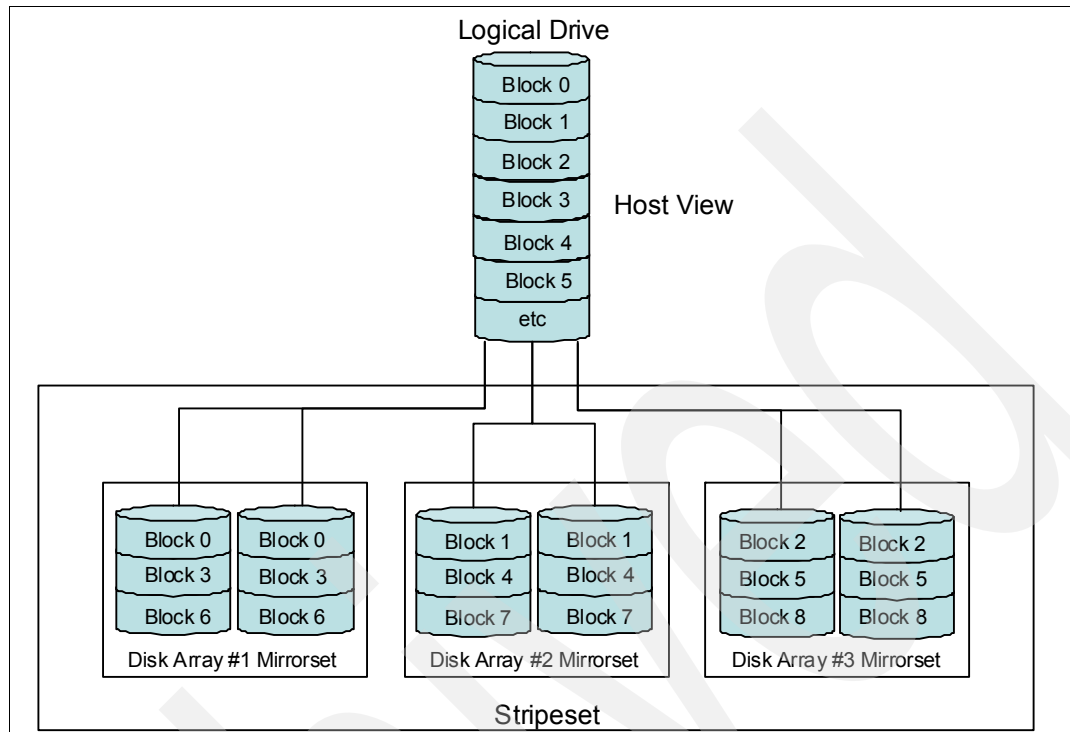 Logical Drive
Block 0
Block 1
Block 2
Block 3
Block 4
Block 5
etc
Host View
Block 0
Block 3
Block 6
Block 0
Block 3
Block 6
Disk Array #1 Mirrorset
Block 1
Block 4
Block 7
Block 1
Block 4
Block 7
Disk Array #2 Mirrorset
Block 2
Block 5
Block 8
Block 2
Block 5
Block 8
Disk Array #3 Mirrorset
Stripeset